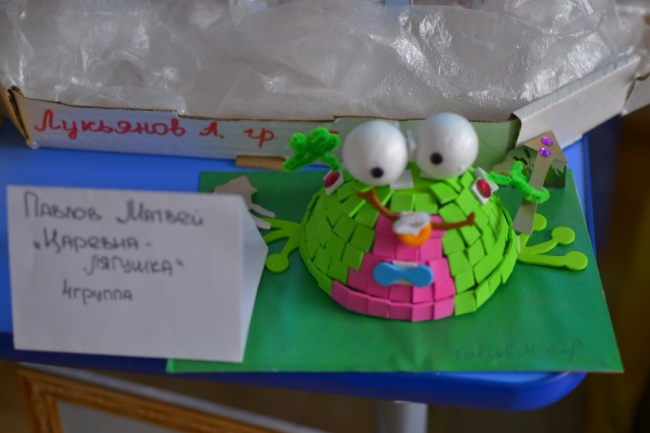 Лукьянов А. гр.
Павлов Матвей
„Царевна-
лягушка"
4группа